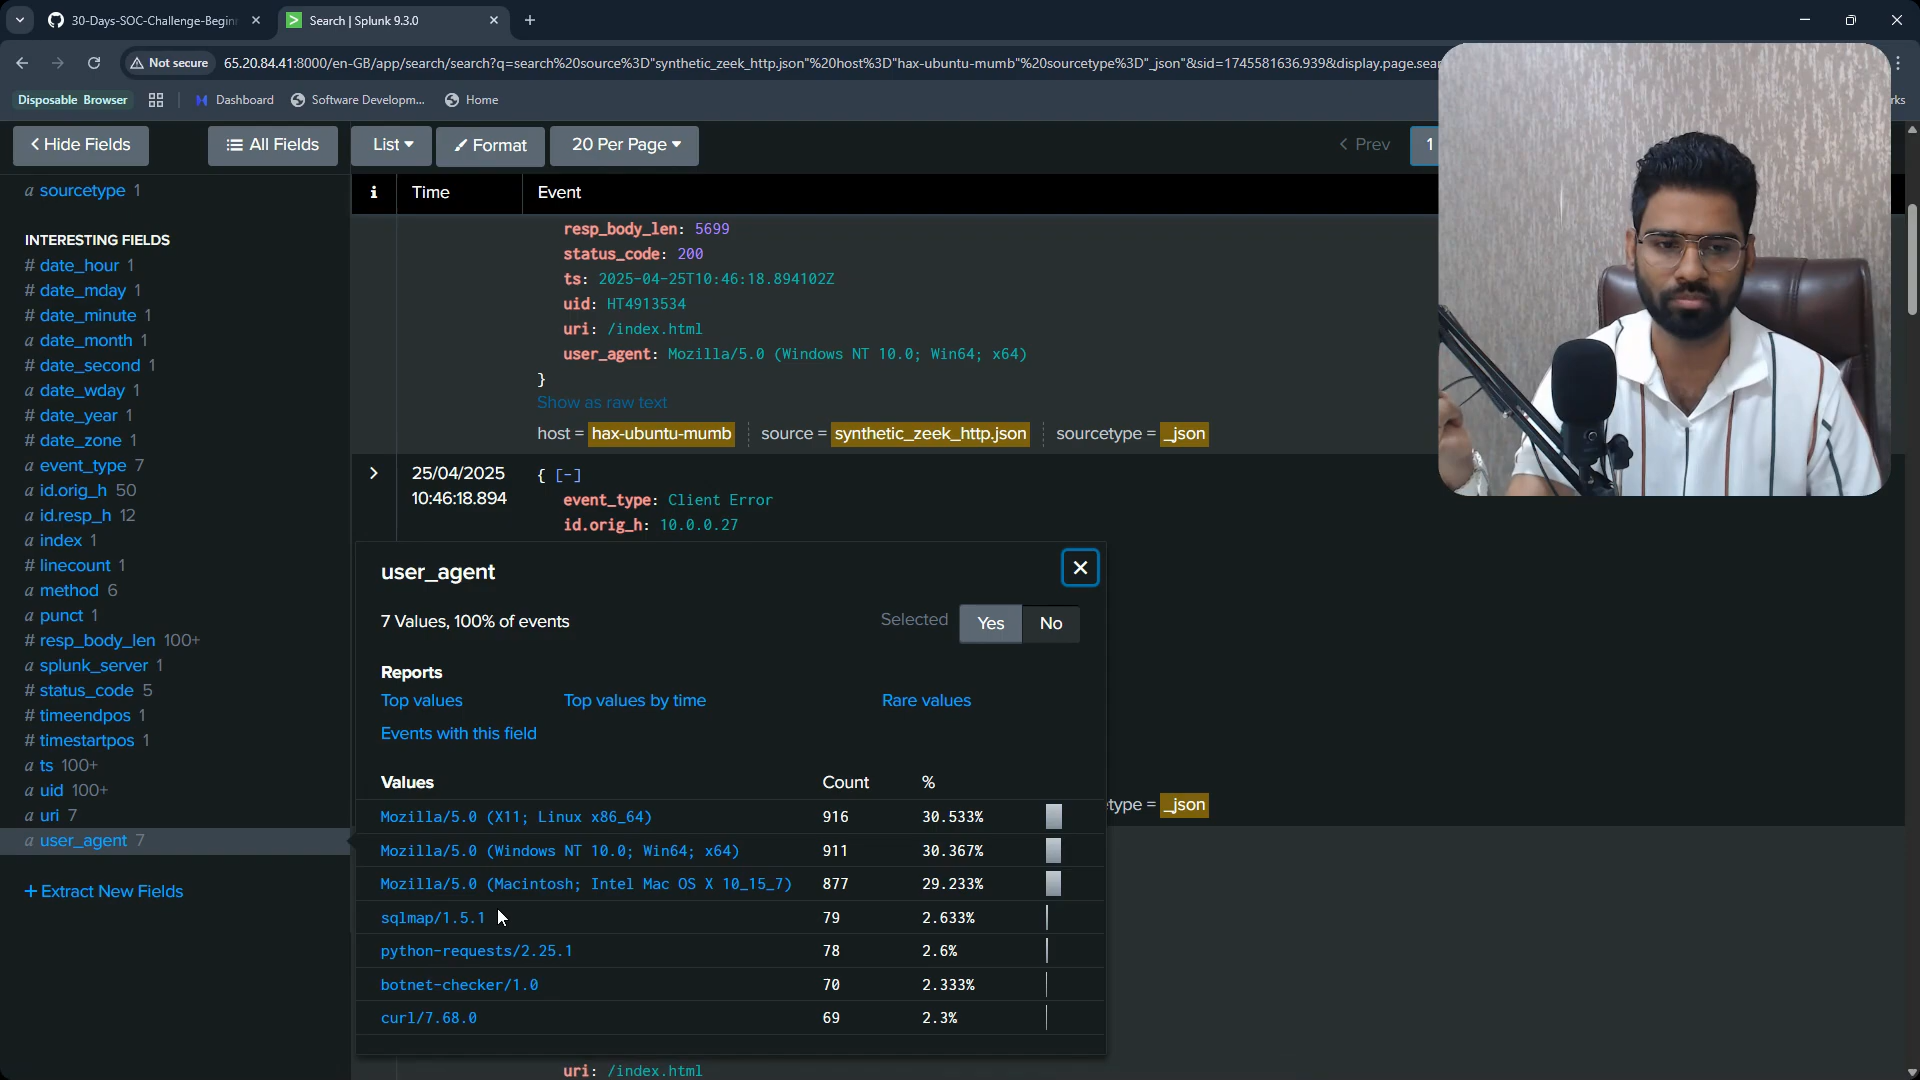 30-Days-SOC-Challenge-Begin
Search | Splunk 9.3.0
Not secure
65.20.84.41:8000/en-GB/app/search/search?q=search%20source%3D"synthetic_zeek_http.json"%20host%3D"hax-ubuntu-mumb"%20sourcetype%3D"_json"&sid=1745581636.939&display.page.sear
Disposable Browser
Dashboard
Software Developm...
Home
rks
Hide Fields
All Fields
List
Format
20 Per Page
Prev
1
a sourcetype 1
INTERESTING FIELDS
# date_hour 1
# date_mday 1
# date_minute 1
a date_month 1
# date_second 1
a date_wday 1
# date_year 1
# date_zone 1
a event_type 7
a id.orig_h 50
a id.resp_h 12
a index 1
# linecount 1
a method 6
a punct 1
# resp_body_len 100+
a splunk_server 1
# status_code 5
# timeendpos 1
# timestartpos 1
a ts 100+
a uid 100+
a uri 7
a user_agent 7
+ Extract New Fields
i Time Event
resp_body_len: 5699
status_code: 200
ts: 2025-04-25T10:46:18.894102Z
uid: HT4913534
uri: /index.html
user_agent: Mozilla/5.0 (Windows NT 10.0; Win64; x64)
}
Show as raw text
host = hax-ubuntu-mumb source = synthetic_zeek_http.json sourcetype = _json
25/04/2025
10:46:18.894
{ [-]
event_type: Client Error
id.orig_h: 10.0.0.27
user_agent
7 Values, 100% of events
Selected Yes No
Reports
Top values Top values by time Rare values
Events with this field
Values Count %
Mozilla/5.0 (X11; Linux x86_64) 916 30.533%
Mozilla/5.0 (Windows NT 10.0; Win64; x64) 911 30.367%
Mozilla/5.0 (Macintosh; Intel Mac OS X 10_15_7) 877 29.233%
sqlmap/1.5.1 79 2.633%
python-requests/2.25.1 78 2.6%
botnet-checker/1.0 70 2.333%
curl/7.68.0 69 2.3%
type = _json
uri: /index.html